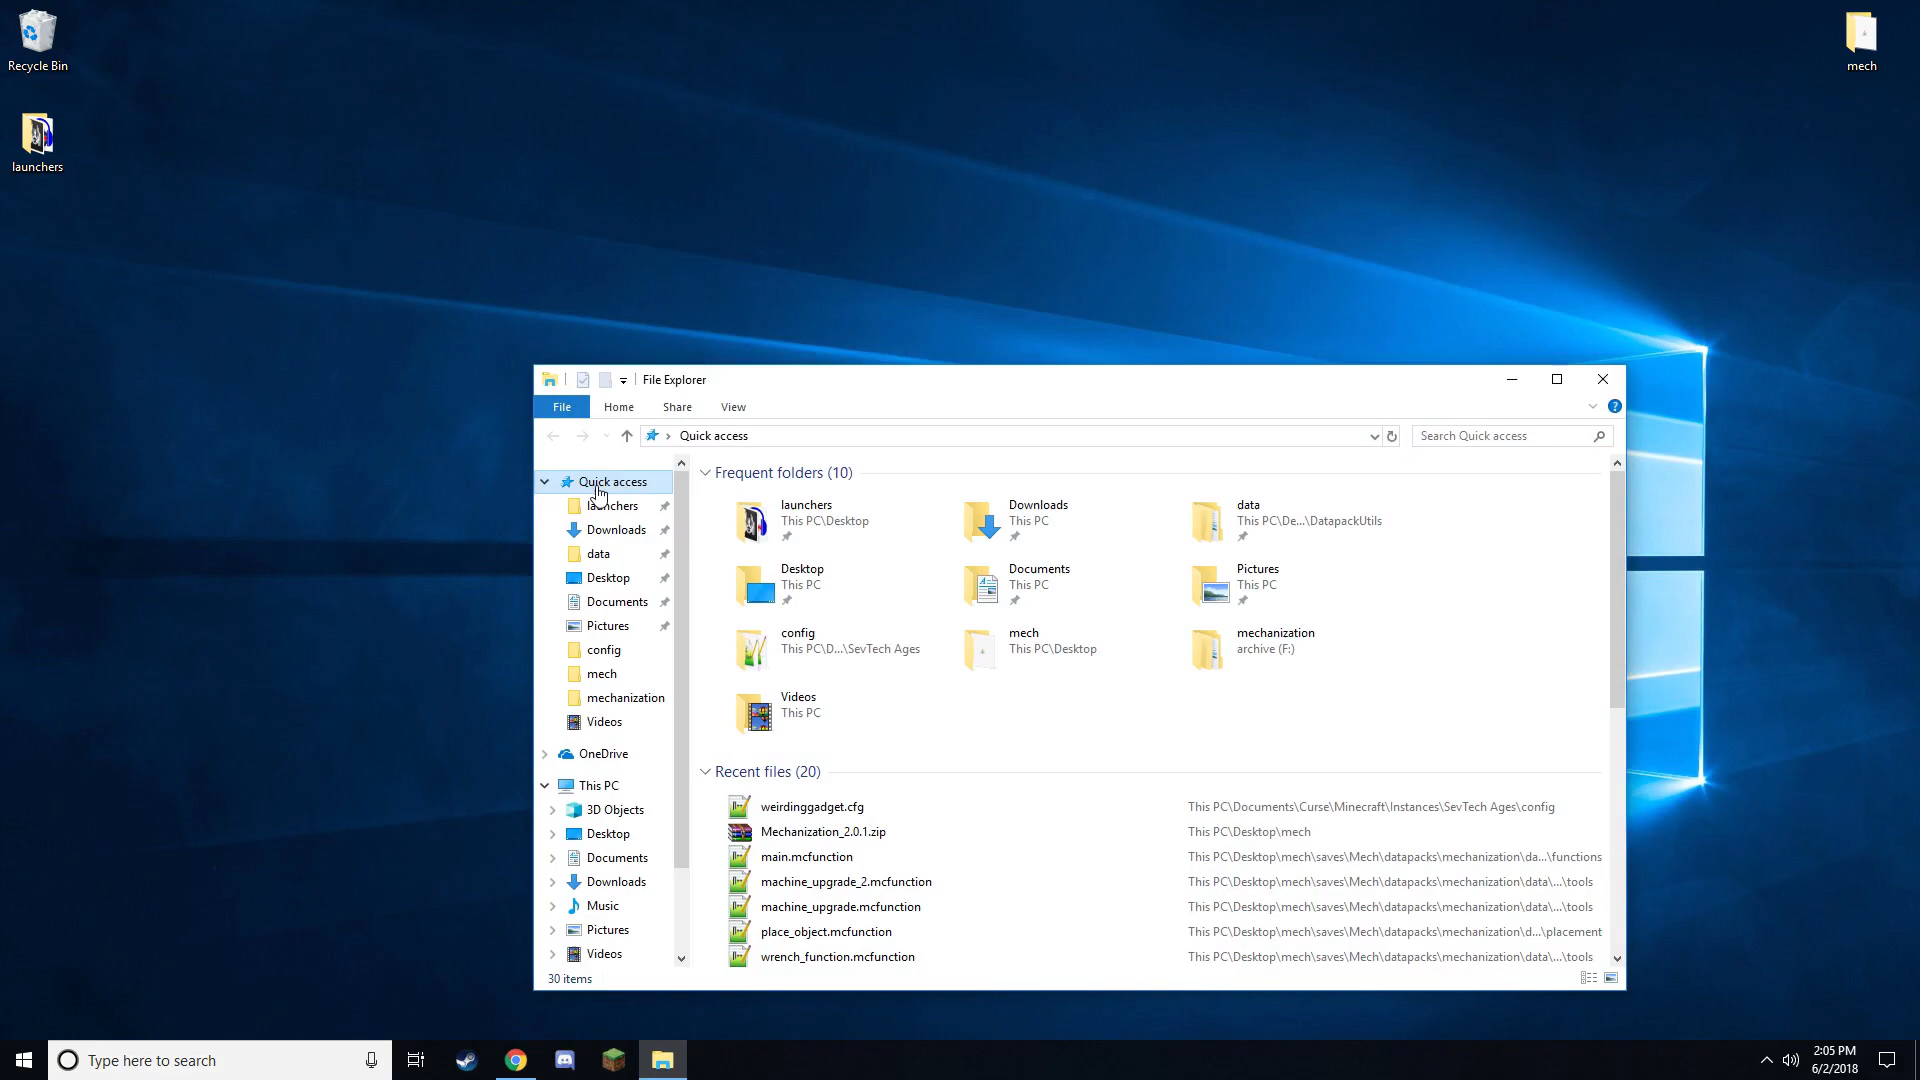 Recycle Bin
launchers
mech
File Explorer
File
Home
Share
View
?
Quick access
Search Quick access
Quick access
launchers
Downloads
data
Desktop
Documents
Pictures
config
mech
mechanization
Videos
OneDrive
This PC
3D Objects
Desktop
Documents
Downloads
Music
Pictures
Videos
Frequent folders (10)
launchers
This PC\Desktop
Downloads
This PC
data
This PC\De...\DatapackUtils
Desktop
This PC
Documents
This PC
Pictures
This PC
config
This PC\D...\SevTech Ages
mech
This PC\Desktop
mechanization
archive (F:)
Videos
This PC
Recent files (20)
weirdinggadget.cfg This PC\Documents\Curse\Minecraft\Instances\SevTech Ages\config
Mechanization_2.0.1.zip This PC\Desktop\mech
main.mcfunction This PC\Desktop\mech\saves\Mech\datapacks\mechanization\da...\functions
machine_upgrade_2.mcfunction This PC\Desktop\mech\saves\Mech\datapacks\mechanization\data\...\tools
machine_upgrade.mcfunction This PC\Desktop\mech\saves\Mech\datapacks\mechanization\data\...\tools
place_object.mcfunction This PC\Desktop\mech\saves\Mech\datapacks\mechanization\d...\placement
wrench_function.mcfunction This PC\Desktop\mech\saves\Mech\datapacks\mechanization\data\...\tools
30 items
Type here to search
2:05 PM
6/2/2018